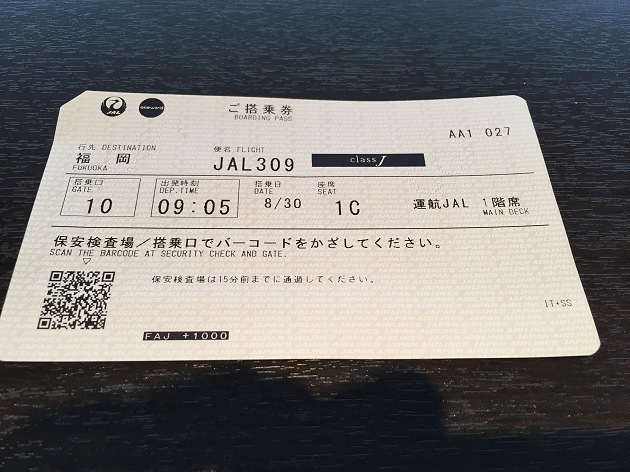 JAL oneworld
ご搭乗券
BOARDING PASS
AA1 027
行先 DESTINATION 便名 FLIGHT
福岡 JAL309 class J
FUKUOKA
搭乗口 出発時刻 搭乗日 座席
GATE DEP.TIME DATE SEAT
10 09:05 8/30 1C 運航JAL 1階席
MAIN DECK
保安検査場/搭乗口でバーコードをかざしてください。
SCAN THE BARCODE AT SECURITY CHECK AND GATE.
保安検査場は15分前までに通過してください。
IT+SS
FAJ +1000